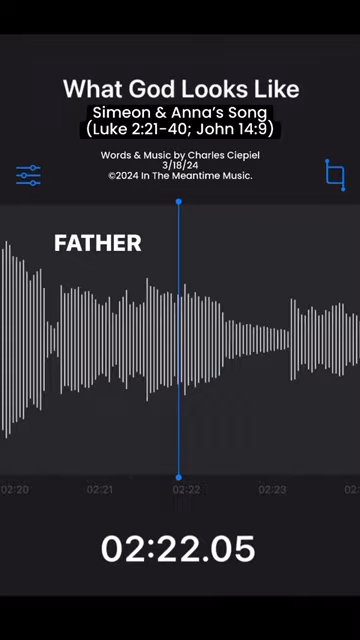 What God Looks Like
Simeon & Anna's Song
(Luke 2:21-40; John 14:9)
Words & Music by Charles Ciepiel
3/18/24
©2024 In The Meantime Music.
FATHER
02:20 02:21 02:22 02:23
02:22.05